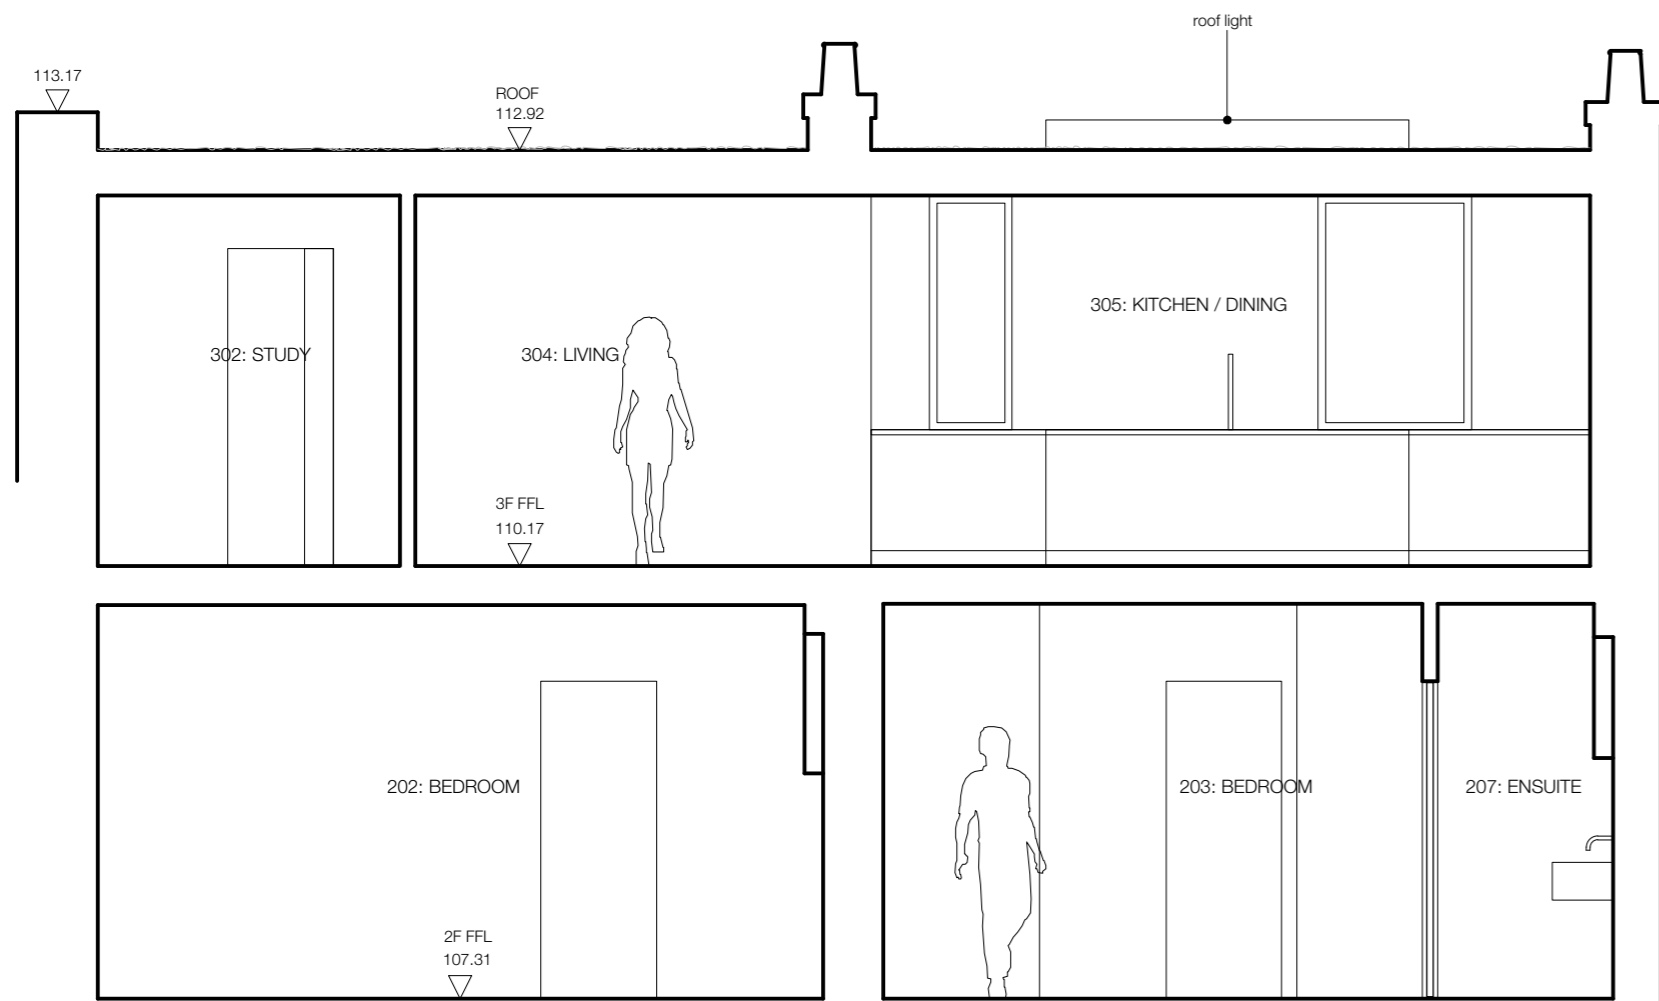 roof light
113.17
ROOF
112.92
305: KITCHEN / DINING
302: STUDY
304: LIVING
3F FFL
110.17
202: BEDROOM
203: BEDROOM
207: ENSUITE
2F FFL
107.31